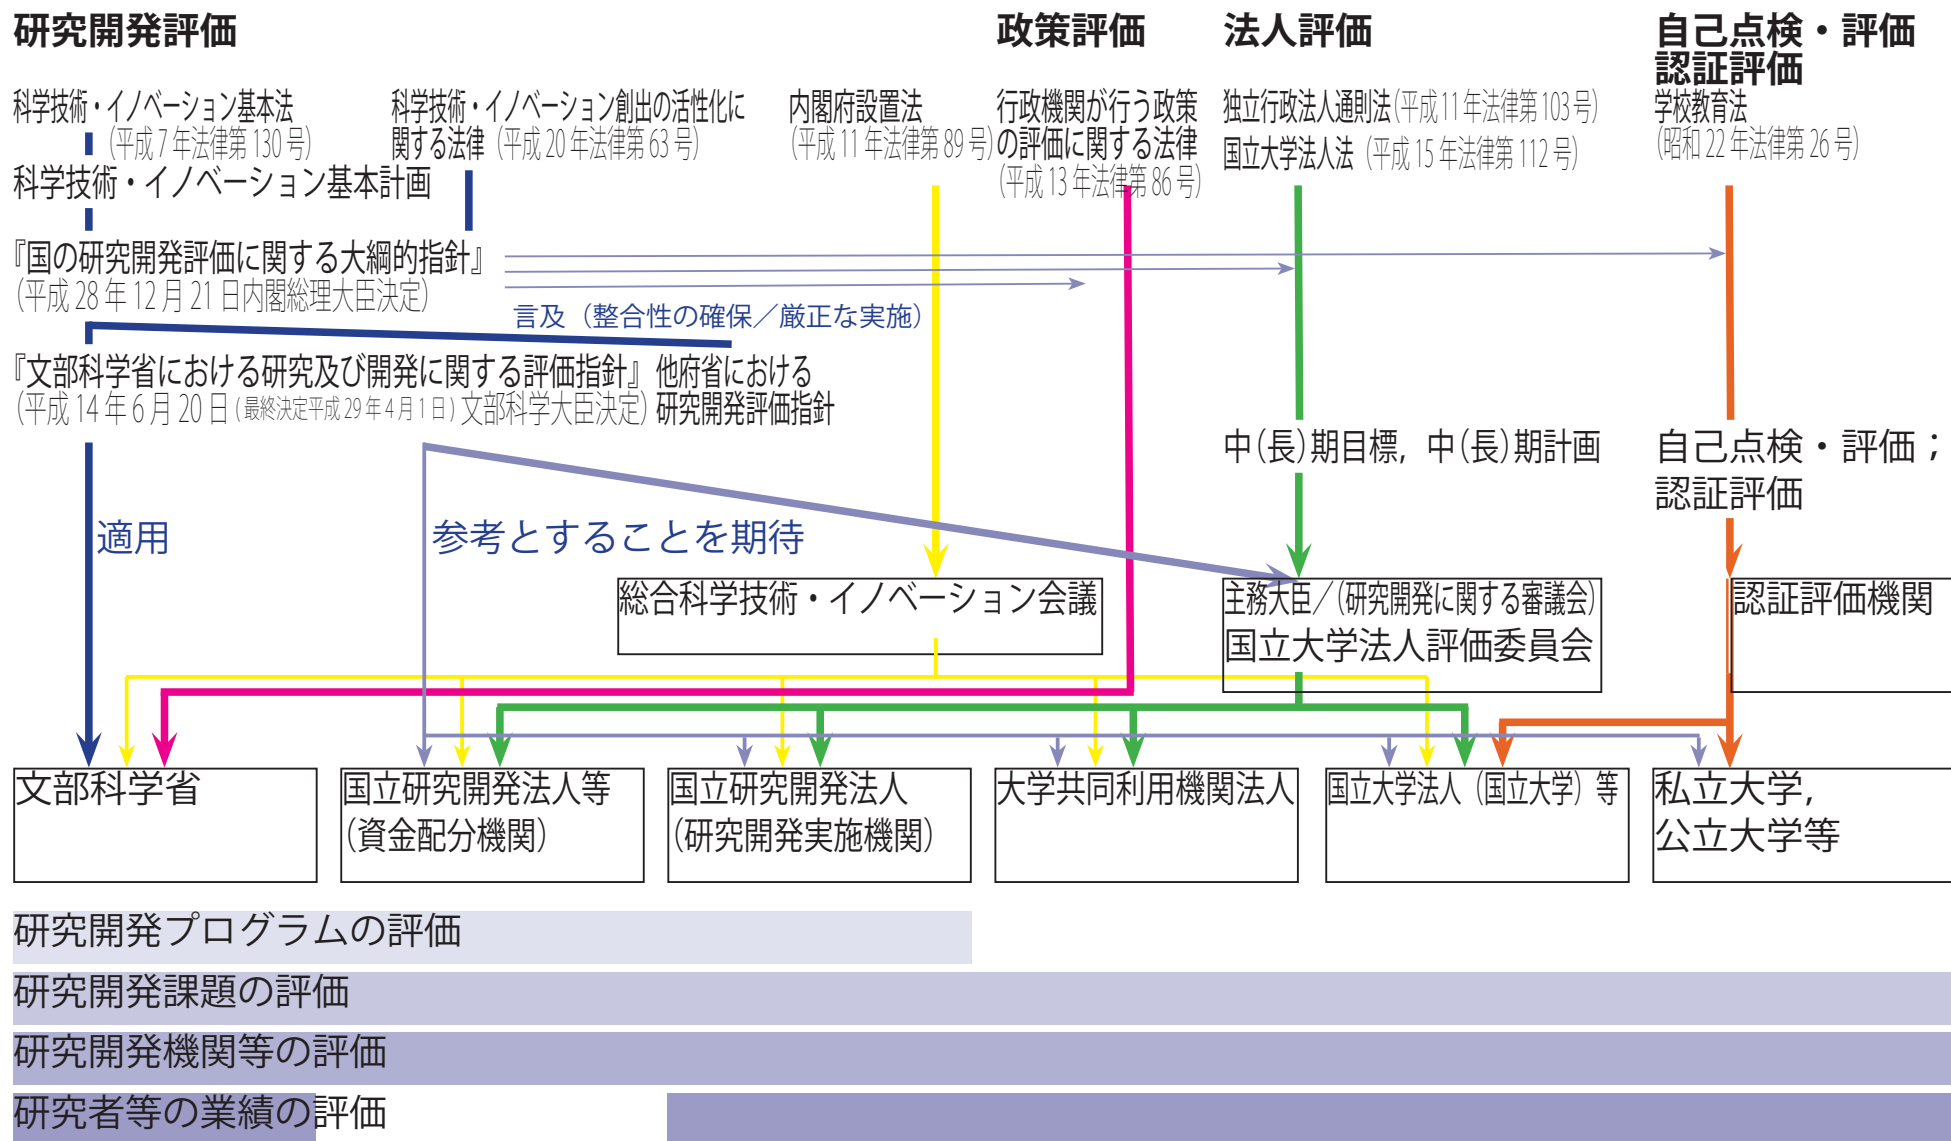 研究開発評価
政策評価
法人評価
自己点検・評価
認証評価
科学技術・イノベーション基本法
(平成7年法律第130号)
科学技術・イノベーション基本計画
科学技術・イノベーション創出の活性化に
関する法律（平成20年法律第63号）
内閣府設置法
(平成11年法律第89号)
行政機関が行う政策
の評価に関する法律
(平成13年法律第86号)
独立行政法人通則法(平成11年法律第103号)
国立大学法人法（平成15年法律第112号）
学校教育法
(昭和22年法律第26号)
『国の研究開発評価に関する大綱的指針』
(平成28年12月21日内閣総理大臣決定)
言及（整合性の確保／厳正な実施）
『文部科学省における研究及び開発に関する評価指針』
(平成14年6月20日(最終決定平成29年4月1日)文部科学大臣決定)
他府省における
研究開発評価指針
中(長)期目標，中(長)期計画
自己点検・評価；
認証評価
適用
参考とすることを期待
総合科学技術・イノベーション会議
主務大臣／(研究開発に関する審議会)
国立大学法人評価委員会
認証評価機関
文部科学省
国立研究開発法人等
(資金配分機関)
国立研究開発法人
(研究開発実施機関)
大学共同利用機関法人
国立大学法人（国立大学）等
私立大学，
公立大学等
研究開発プログラムの評価
研究開発課題の評価
研究開発機関等の評価
研究者等の業績の評価